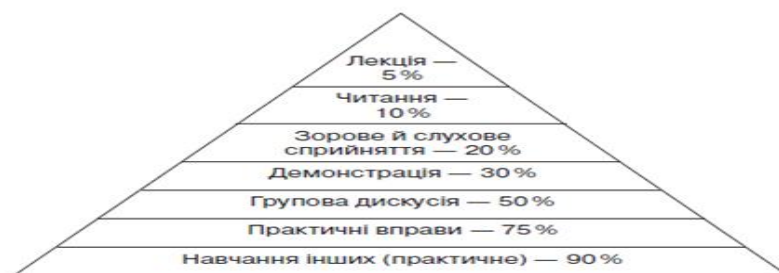 Лекція —
5 %
Читання —
10 %
Зорове й слухове
сприйняття — 20 %
Демонстрація — 30 %
Групова дискусія — 50 %
Практичні вправи — 75 %
Навчання інших (практичне) — 90 %